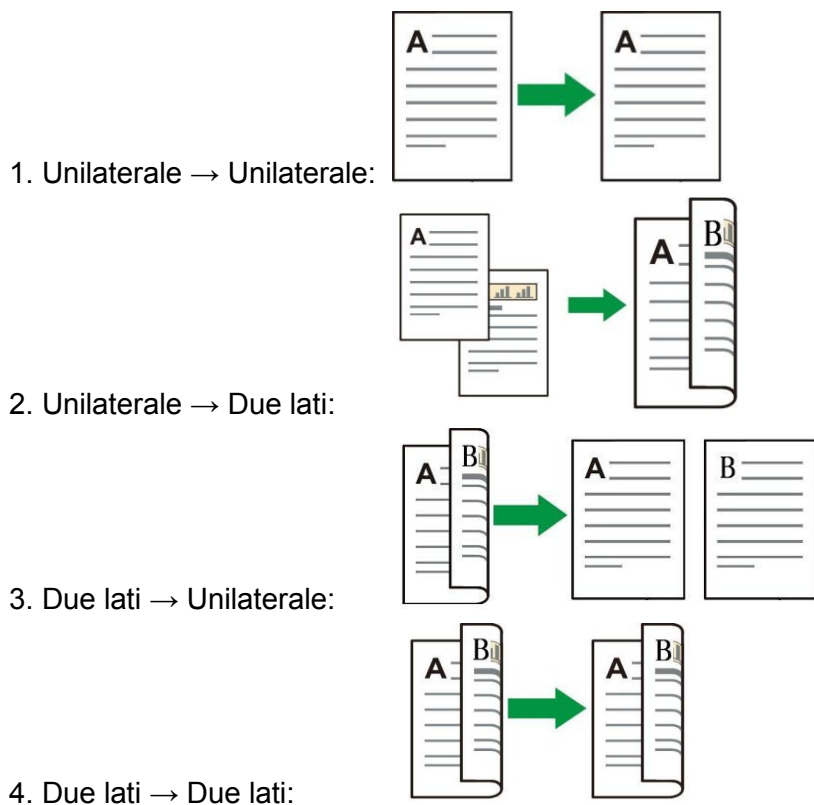 A A
1. Unilaterale → Unilaterale:
A A B
2. Unilaterale → Due lati:
A B A B
3. Due lati → Unilaterale:
A B A B
4. Due lati → Due lati: